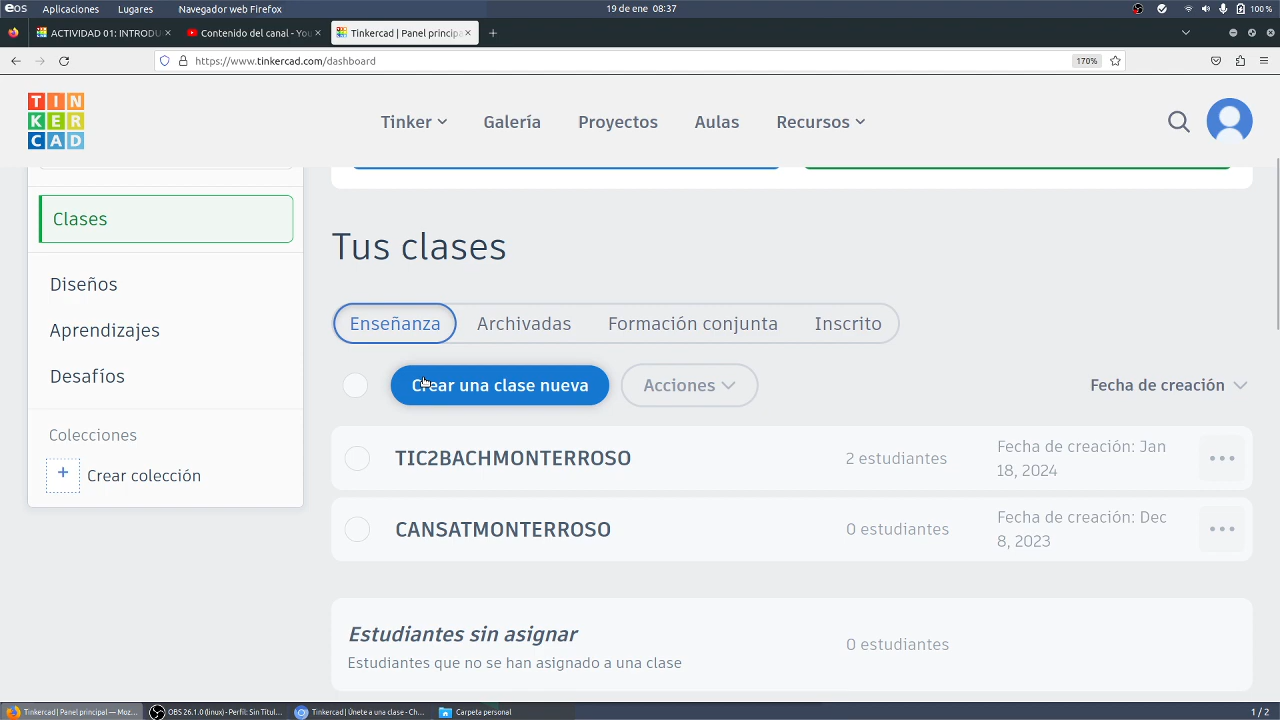 eos Aplicaciones Lugares Navegador web Firefox 19 de ene 08:37 100 %
ACTIVIDAD 01: INTRODU Contenido del canal - You Tinkercad | Panel principa
https://www.tinkercad.com/dashboard 170%
TIN
KER
CAD
Tinker Galería Proyectos Aulas Recursos
Clases
Diseños
Aprendizajes
Desafíos
Colecciones
+ Crear colección
Tus clases
Enseñanza Archivadas Formación conjunta Inscrito
Crear una clase nueva Acciones Fecha de creación
TIC2BACHMONTERROSO 2 estudiantes Fecha de creación: Jan
18, 2024
CANSATMONTERROSO 0 estudiantes Fecha de creación: Dec
8, 2023
Estudiantes sin asignar 0 estudiantes
Estudiantes que no se han asignado a una clase
Tinkercad | Panel principal — Moz... OBS 26.1.0 (linux) - Perfil: Sin Títul... Tinkercad | Únete a una clase - Ch... Carpeta personal 1 / 2